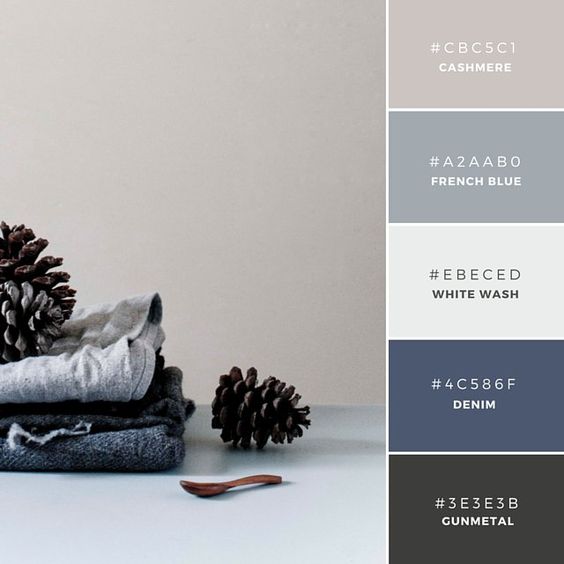 #CBC5C1
CASHMERE
#A2AAB0
FRENCH BLUE
#EBECED
WHITE WASH
#4C586F
DENIM
#3E3E3B
GUNMETAL